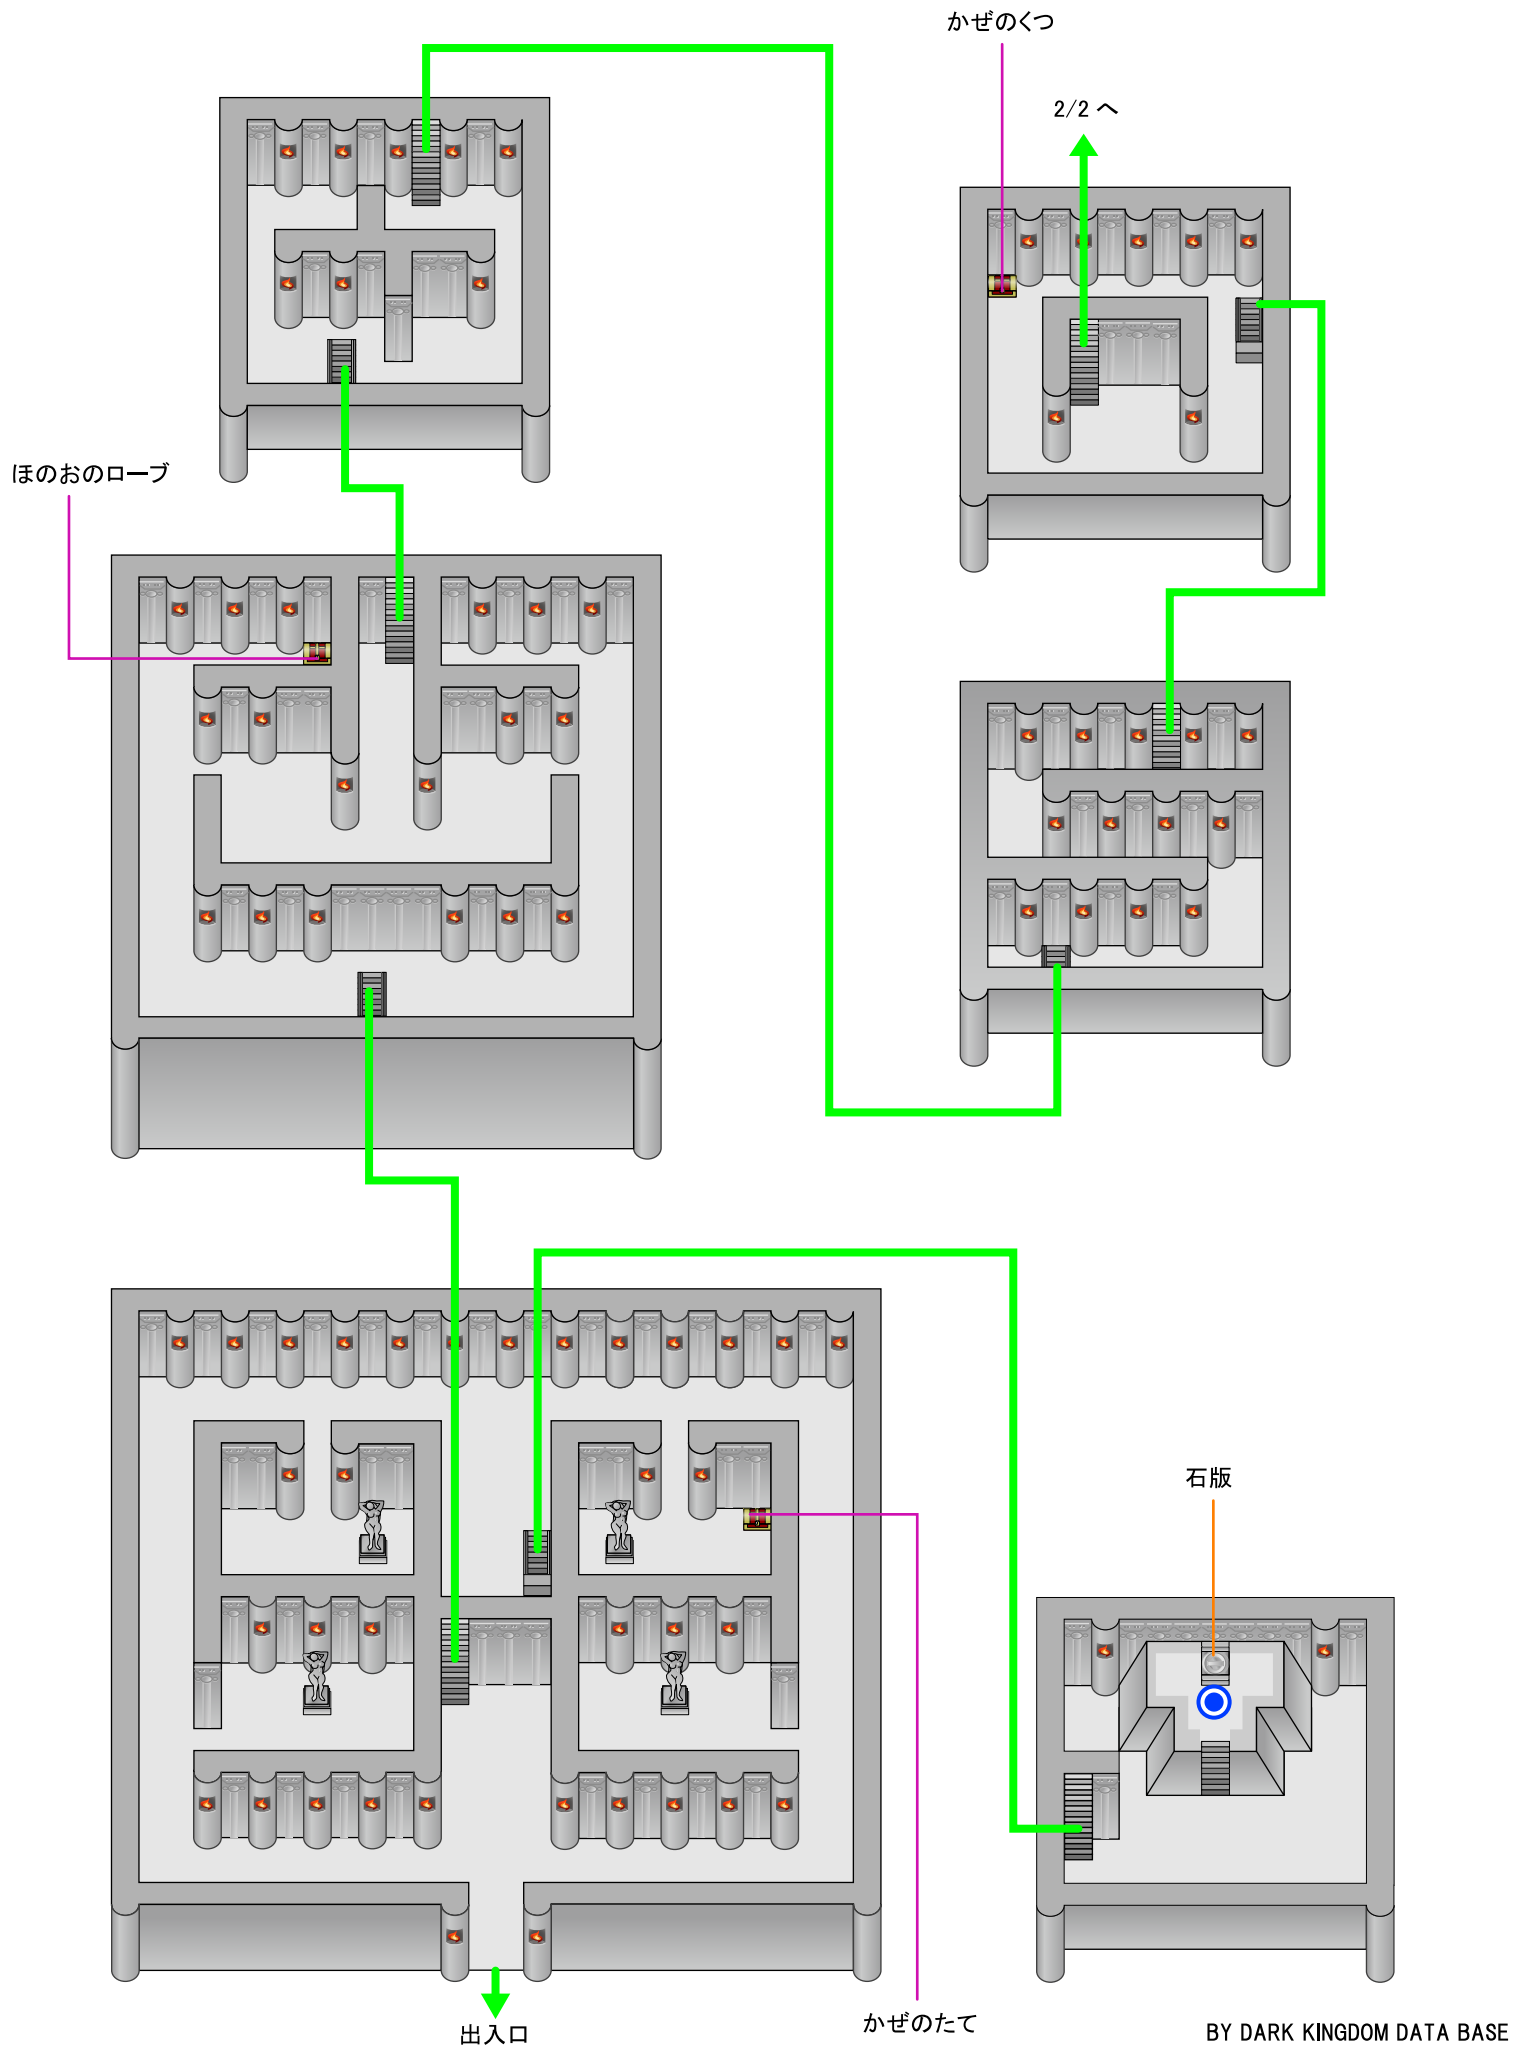 かぜのくつ
2/2 へ
ほのおのローブ
石版
出入口
かぜのたて
BY DARK KINGDOM DATA BASE